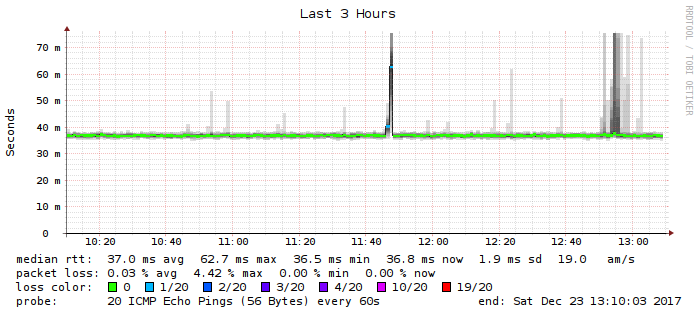 Last 3 Hours
RRDTOOL / TOBI OETIKER
Seconds
70 m
60 m
50 m
40 m
30 m
20 m
10 m
0
10:20 10:40 11:00 11:20 11:40 12:00 12:20 12:40 13:00
median rtt: 37.0 ms avg 62.7 ms max 36.5 ms min 36.8 ms now 1.9 ms sd 19.0 am/s
packet loss: 0.03 % avg 4.42 % max 0.00 % min 0.00 % now
loss color: 0 1/20 2/20 3/20 4/20 10/20 19/20
probe: 20 ICMP Echo Pings (56 Bytes) every 60s end: Sat Dec 23 13:10:03 2017